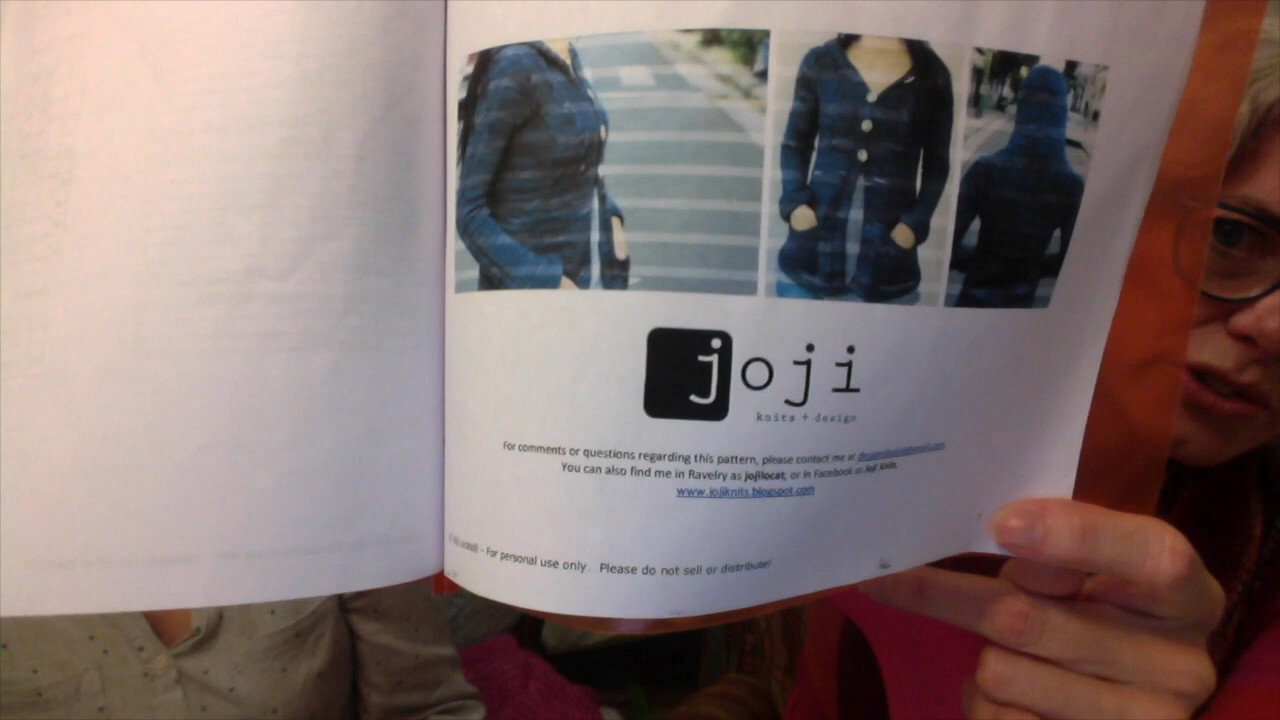 joji
knits + design
For comments or questions regarding this pattern, please contact me at
You can also find me in Ravelry as jojilocat, or in Facebook as Joji Knits.
www.jojiknits.blogspot.com
- For personal use only. Please do not sell or distribute!